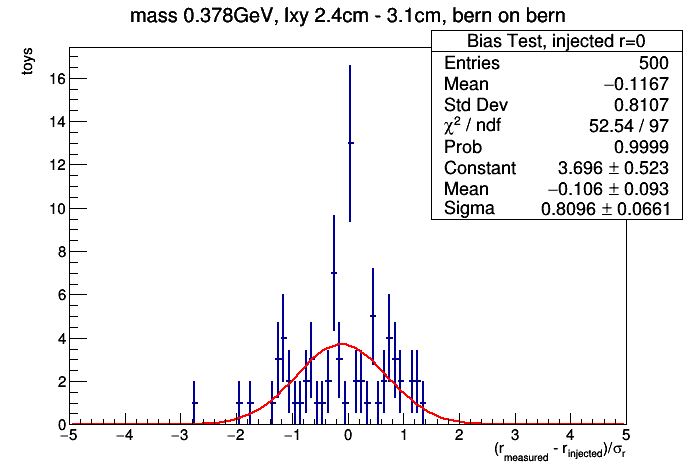 mass 0.378GeV, lxy 2.4cm - 3.1cm, bern on bern
toys
Bias Test, injected r=0
Entries 500
Mean −0.1167
Std Dev 0.8107
χ² / ndf 52.54 / 97
Prob 0.9999
Constant 3.696 ± 0.523
Mean −0.106 ± 0.093
Sigma 0.8096 ± 0.0661
16
14
12
10
8
6
4
2
0
−5 −4 −3 −2 −1 0 1 2 3 4 5
(r_measured - r_injected)/σ_r